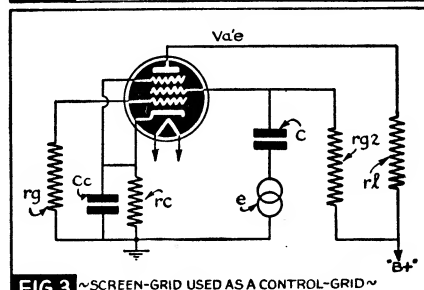 Va'e
C
rg2
rl
rg
Cc
rc
e
"B+"
FIG.3 ~SCREEN-GRID USED AS A CONTROL-GRID~